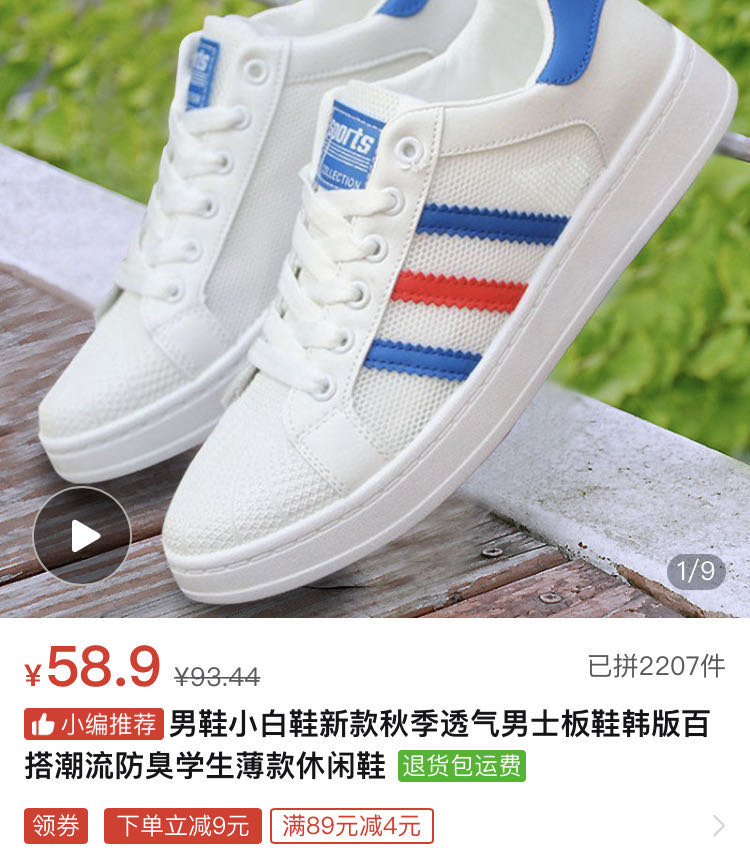 ts
sports
COLLECTION
1/9
¥58.9 ¥93.44 已拼2207件
小编推荐 男鞋小白鞋新款秋季透气男士板鞋韩版百
搭潮流防臭学生薄款休闲鞋 退货包运费
领券 下单立减9元 满89元减4元